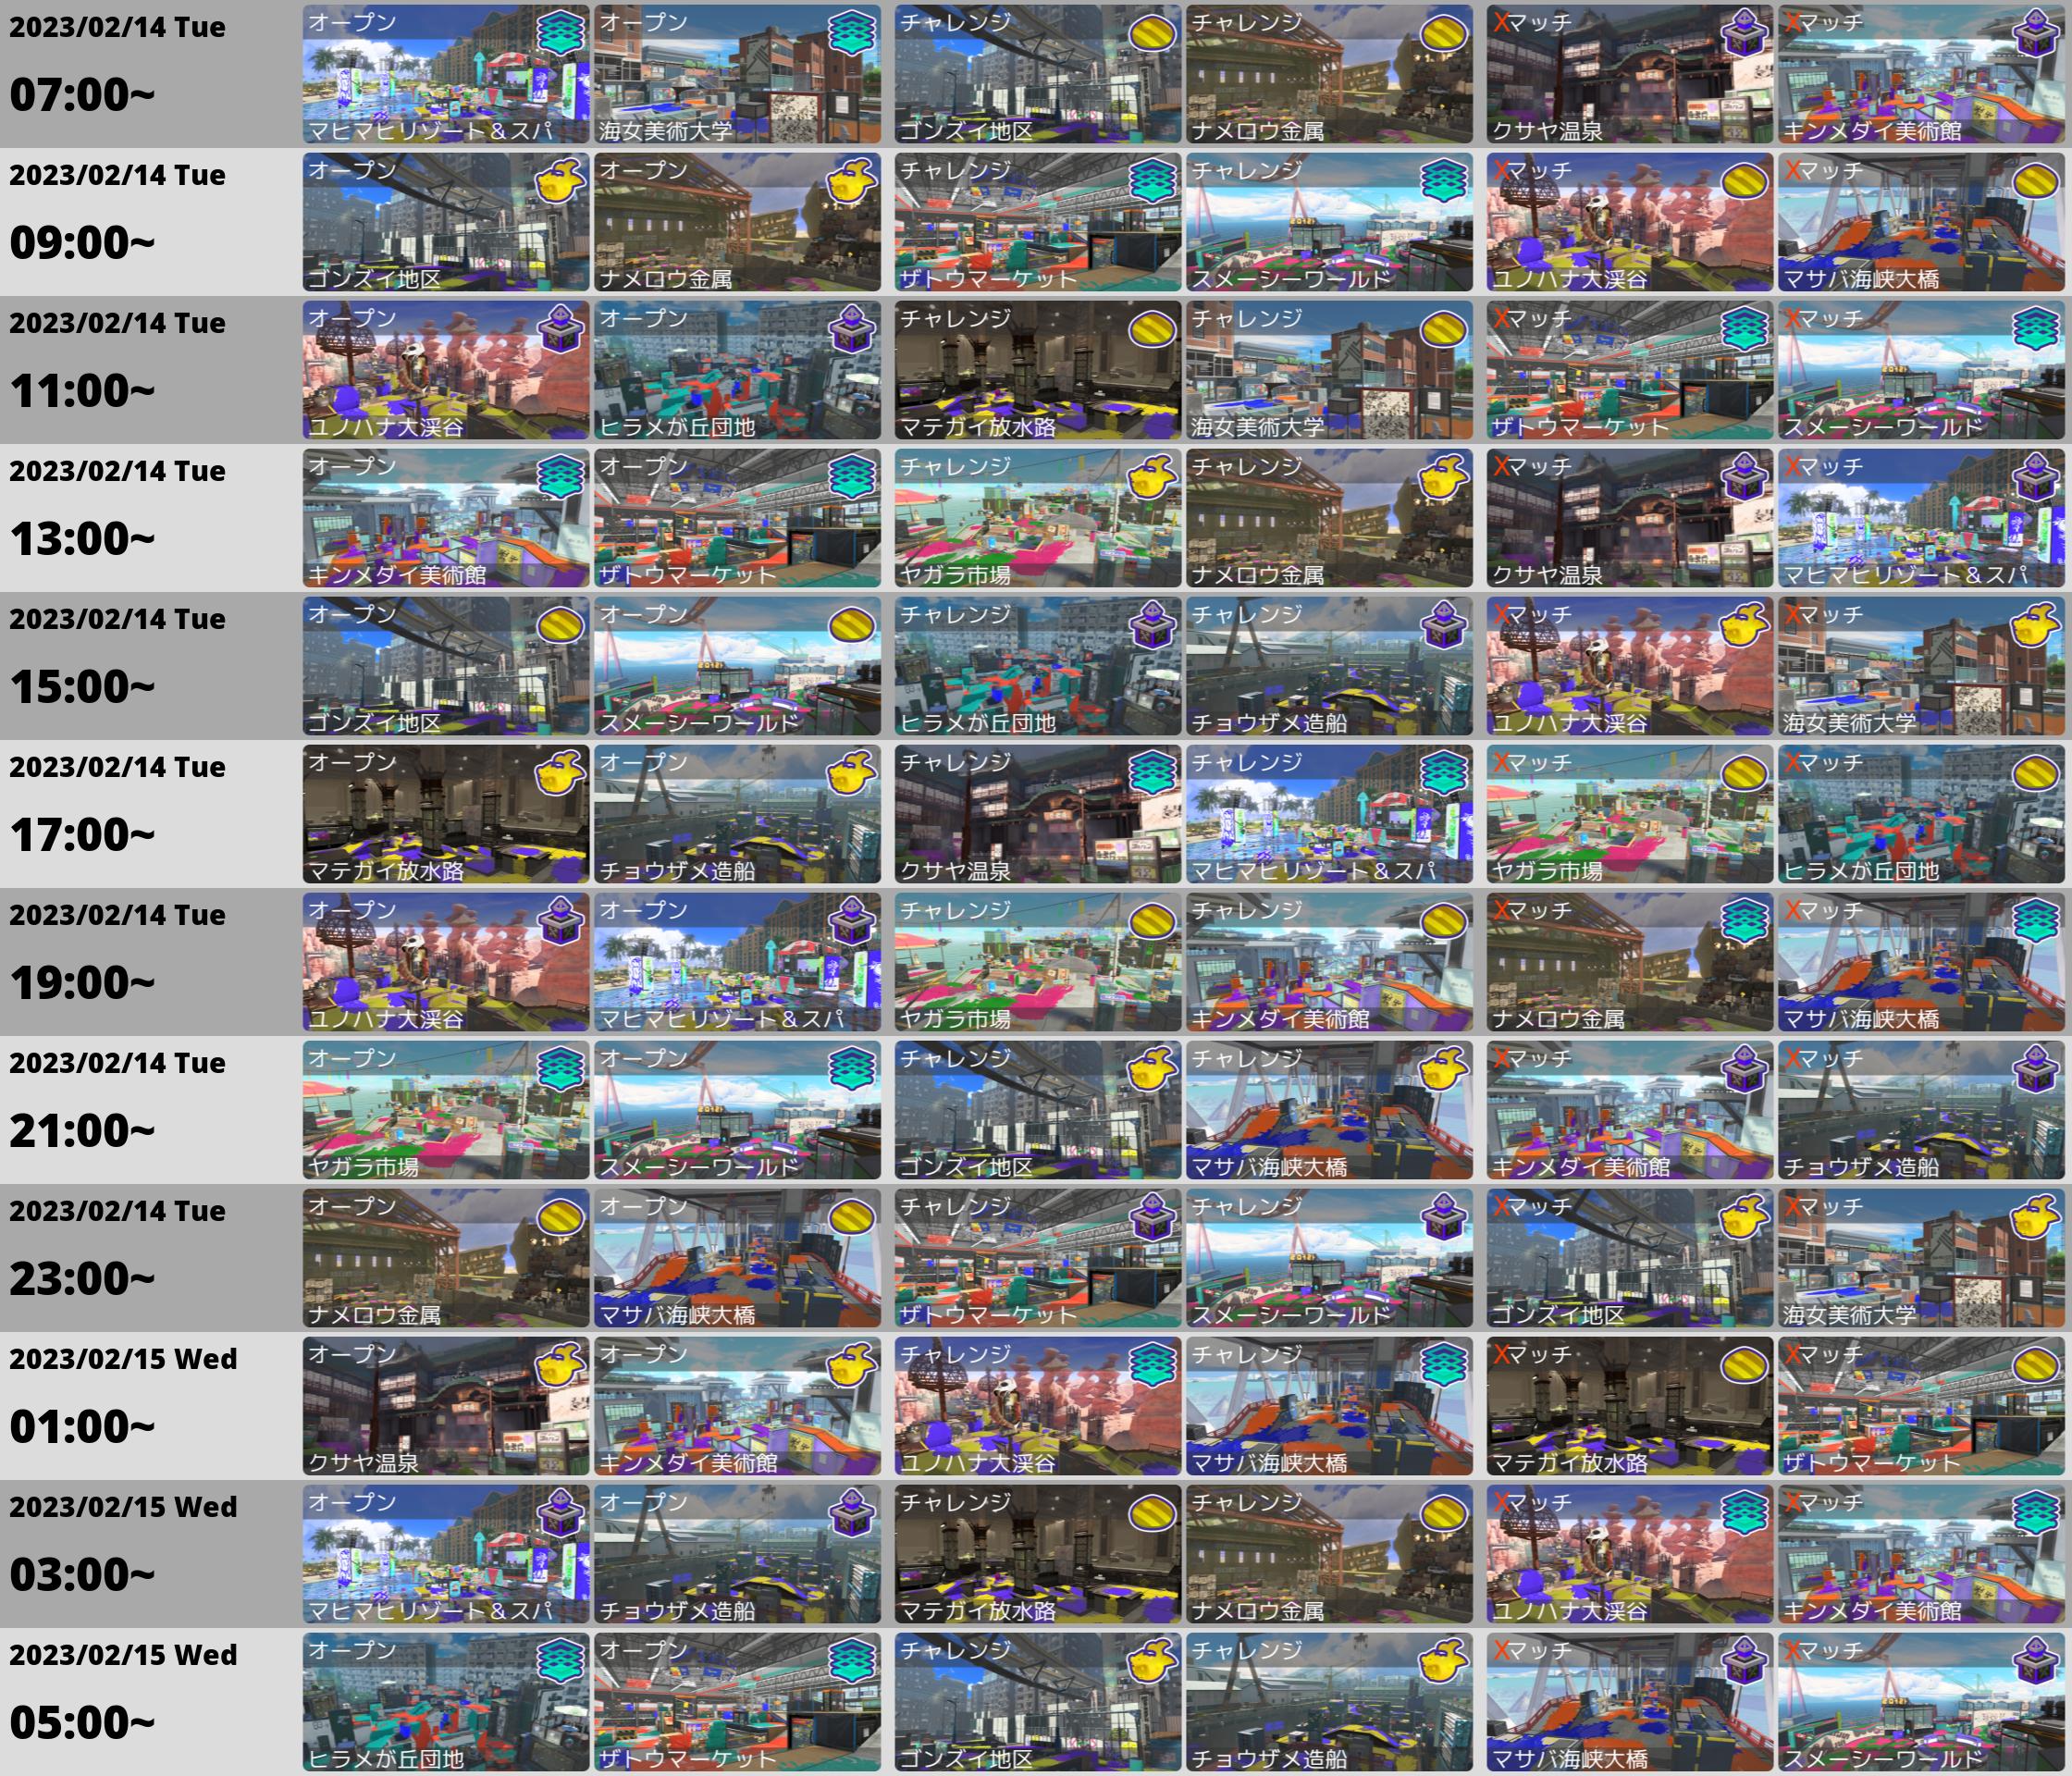 2023/02/14 Tue
07:00~
オープン
マヒマヒリゾート＆スパ
オープン
海女美術大学
チャレンジ
ゴンズイ地区
チャレンジ
ナメロウ金属
Xマッチ
クサヤ温泉
Xマッチ
キンメダイ美術館
2023/02/14 Tue
09:00~
オープン
ゴンズイ地区
オープン
ナメロウ金属
チャレンジ
ザトウマーケット
チャレンジ
スメーシーワールド
Xマッチ
ユノハナ大渓谷
Xマッチ
マサバ海峡大橋
2023/02/14 Tue
11:00~
オープン
ユノハナ大渓谷
オープン
ヒラメが丘団地
チャレンジ
マテガイ放水路
チャレンジ
海女美術大学
Xマッチ
ザトウマーケット
Xマッチ
スメーシーワールド
2023/02/14 Tue
13:00~
オープン
キンメダイ美術館
オープン
ザトウマーケット
チャレンジ
ヤガラ市場
チャレンジ
ナメロウ金属
Xマッチ
クサヤ温泉
Xマッチ
マヒマヒリゾート＆スパ
2023/02/14 Tue
15:00~
オープン
ゴンズイ地区
オープン
スメーシーワールド
チャレンジ
ヒラメが丘団地
チャレンジ
チョウザメ造船
Xマッチ
ユノハナ大渓谷
Xマッチ
海女美術大学
2023/02/14 Tue
17:00~
オープン
マテガイ放水路
オープン
チョウザメ造船
チャレンジ
クサヤ温泉
チャレンジ
マヒマヒリゾート＆スパ
Xマッチ
ヤガラ市場
Xマッチ
ヒラメが丘団地
2023/02/14 Tue
19:00~
オープン
ユノハナ大渓谷
オープン
マヒマヒリゾート＆スパ
チャレンジ
ヤガラ市場
チャレンジ
キンメダイ美術館
Xマッチ
ナメロウ金属
Xマッチ
マサバ海峡大橋
2023/02/14 Tue
21:00~
オープン
ヤガラ市場
オープン
スメーシーワールド
チャレンジ
ゴンズイ地区
チャレンジ
マサバ海峡大橋
Xマッチ
キンメダイ美術館
Xマッチ
チョウザメ造船
2023/02/14 Tue
23:00~
オープン
ナメロウ金属
オープン
マサバ海峡大橋
チャレンジ
ザトウマーケット
チャレンジ
スメーシーワールド
Xマッチ
ゴンズイ地区
Xマッチ
海女美術大学
2023/02/15 Wed
01:00~
オープン
クサヤ温泉
オープン
キンメダイ美術館
チャレンジ
ユノハナ大渓谷
チャレンジ
マサバ海峡大橋
Xマッチ
マテガイ放水路
Xマッチ
ザトウマーケット
2023/02/15 Wed
03:00~
オープン
マヒマヒリゾート＆スパ
オープン
チョウザメ造船
チャレンジ
マテガイ放水路
チャレンジ
ナメロウ金属
Xマッチ
ユノハナ大渓谷
Xマッチ
キンメダイ美術館
2023/02/15 Wed
05:00~
オープン
ヒラメが丘団地
オープン
ザトウマーケット
チャレンジ
ゴンズイ地区
チャレンジ
チョウザメ造船
Xマッチ
マサバ海峡大橋
Xマッチ
スメーシーワールド